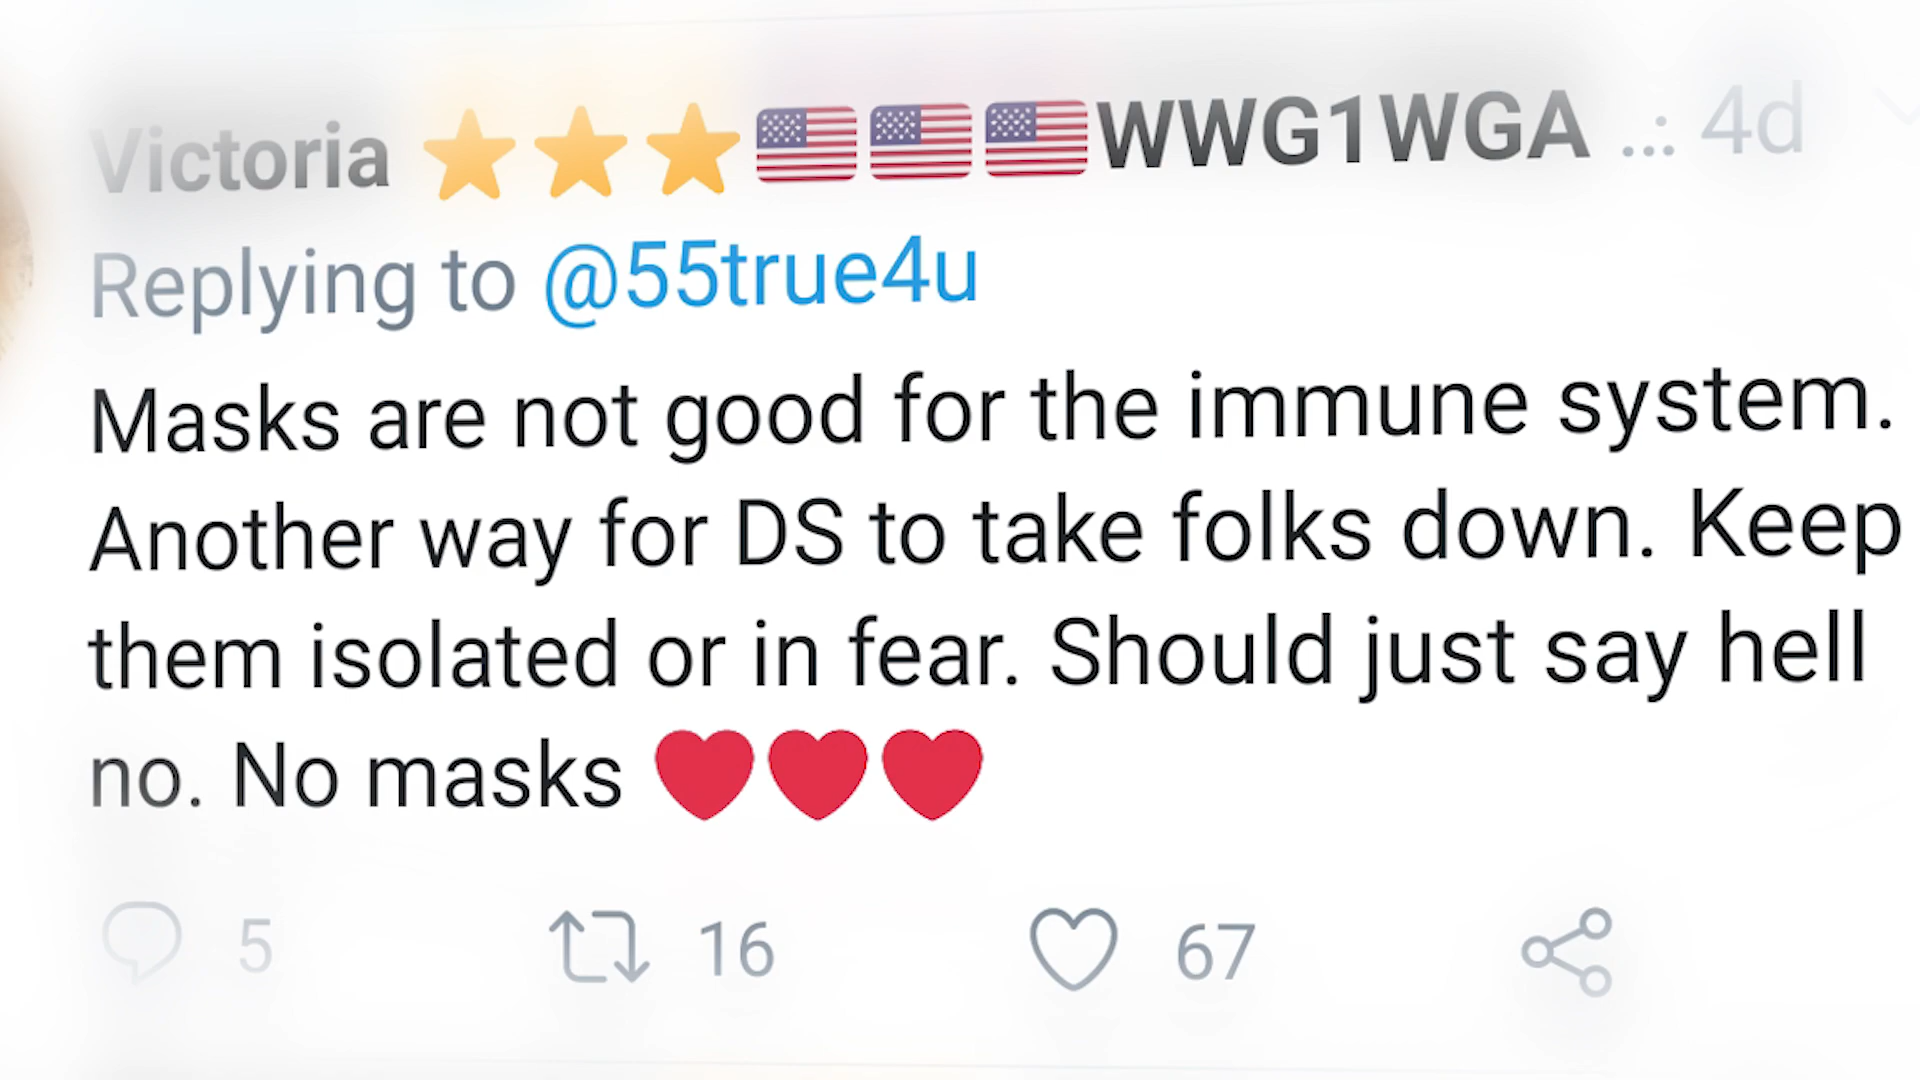 Victoria ⭐⭐⭐🇺🇸🇺🇸🇺🇸WWG1WGA .: 4d
Replying to @55true4u
Masks are not good for the immune system.
Another way for DS to take folks down. Keep
them isolated or in fear. Should just say hell
no. No masks ❤️❤️❤️
5 16 67